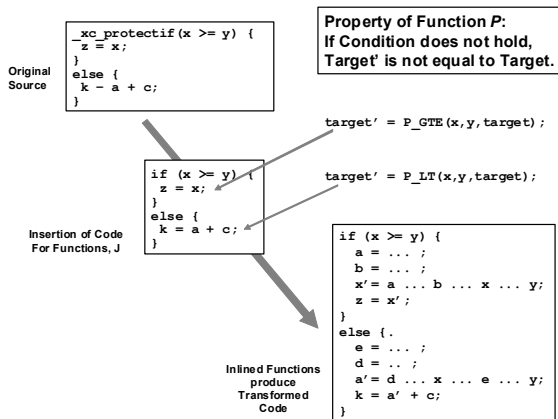 _xc_protectif(x >= y) {
z = x;
}
else {
k - a + c;
}
Original
Source
Property of Function P:
If Condition does not hold,
Target' is not equal to Target.
target' = P_GTE(x,y,target);
target' = P_LT(x,y,target);
if (x >= y) {
z = x;
}
else {
k = a + c;
}
Insertion of Code
For Functions, J
if (x >= y) {
a = ... ;
b = ... ;
x'= a ... b ... x ... y;
z = x';
}
else {.
e = ... ;
d = .. ;
a'= d ... x ... e ... y;
k = a' + c;
}
Inlined Functions
produce
Transformed
Code